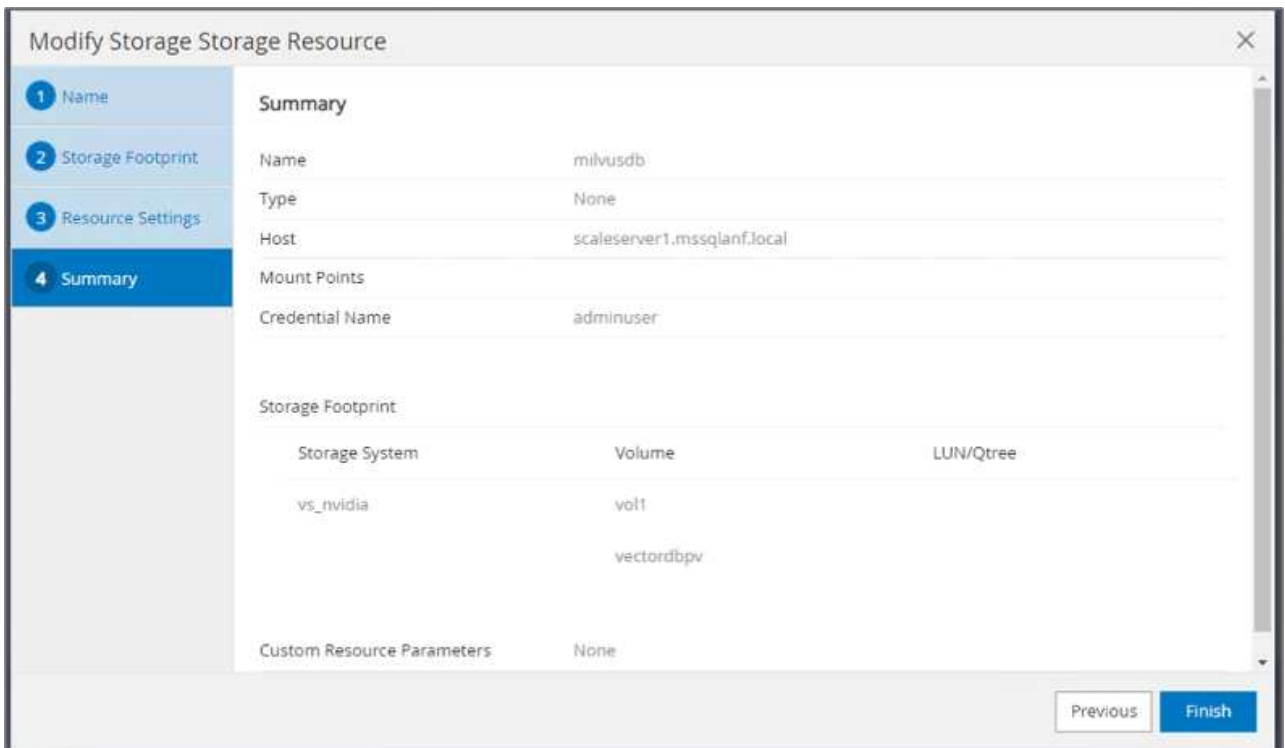 Modify Storage Storage Resource
1 Name
2 Storage Footprint
3 Resource Settings
4 Summary
Summary
Name milvusdb
Type None
Host scaleserver1.mssqlanf.local
Mount Points
Credential Name adminuser
Storage Footprint
Storage System Volume LUN/Qtree
vs_nvidia vol1
vectordbpv
Custom Resource Parameters None
Previous Finish